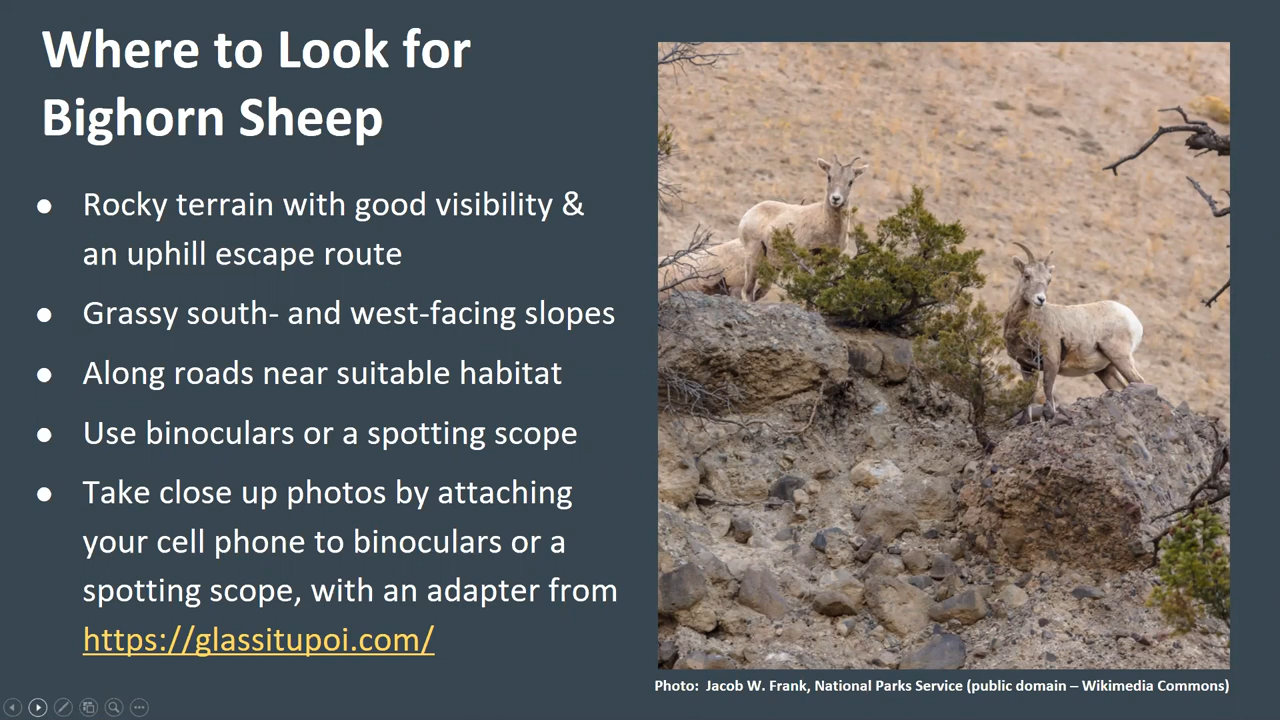 Where to Look for
Bighorn Sheep
● Rocky terrain with good visibility &
an uphill escape route
● Grassy south- and west-facing slopes
● Along roads near suitable habitat
● Use binoculars or a spotting scope
● Take close up photos by attaching
your cell phone to binoculars or a
spotting scope, with an adapter from
https://glassitupoi.com/
Photo: Jacob W. Frank, National Parks Service (public domain – Wikimedia Commons)